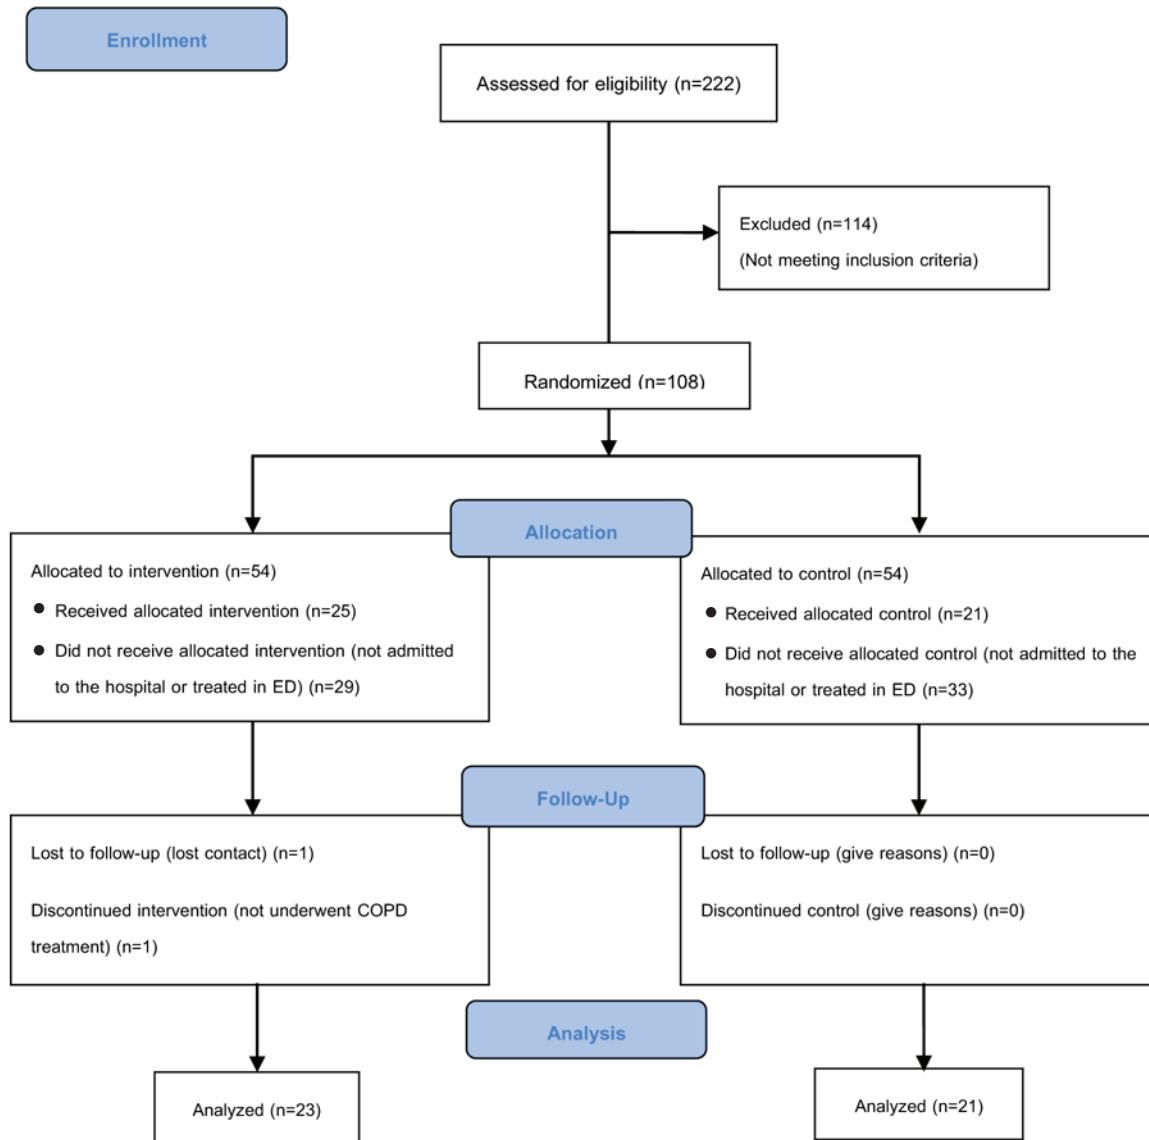 Enrollment
Assessed for eligibility (n=222)
Excluded (n=114)
(Not meeting inclusion criteria)
Randomized (n=108)
Allocation
Allocated to intervention (n=54)
● Received allocated intervention (n=25)
● Did not receive allocated intervention (not admitted
to the hospital or treated in ED) (n=29)
Allocated to control (n=54)
● Received allocated control (n=21)
● Did not receive allocated control (not admitted to the
hospital or treated in ED (n=33)
Follow-Up
Lost to follow-up (lost contact) (n=1)
Discontinued intervention (not underwent COPD
treatment) (n=1)
Lost to follow-up (give reasons) (n=0)
Discontinued control (give reasons) (n=0)
Analysis
Analyzed (n=23)
Analyzed (n=21)